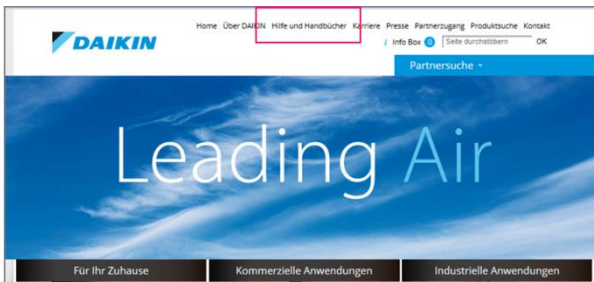 Home Über DAIKIN Hilfe und Handbücher Karriere Presse Partnerzugang Produktsuche Kontakt
DAIKIN
i Info Box 0 Seite durchstöbern OK
Partnersuche
Leading Air
Für Ihr Zuhause Kommerzielle Anwendungen Industrielle Anwendungen